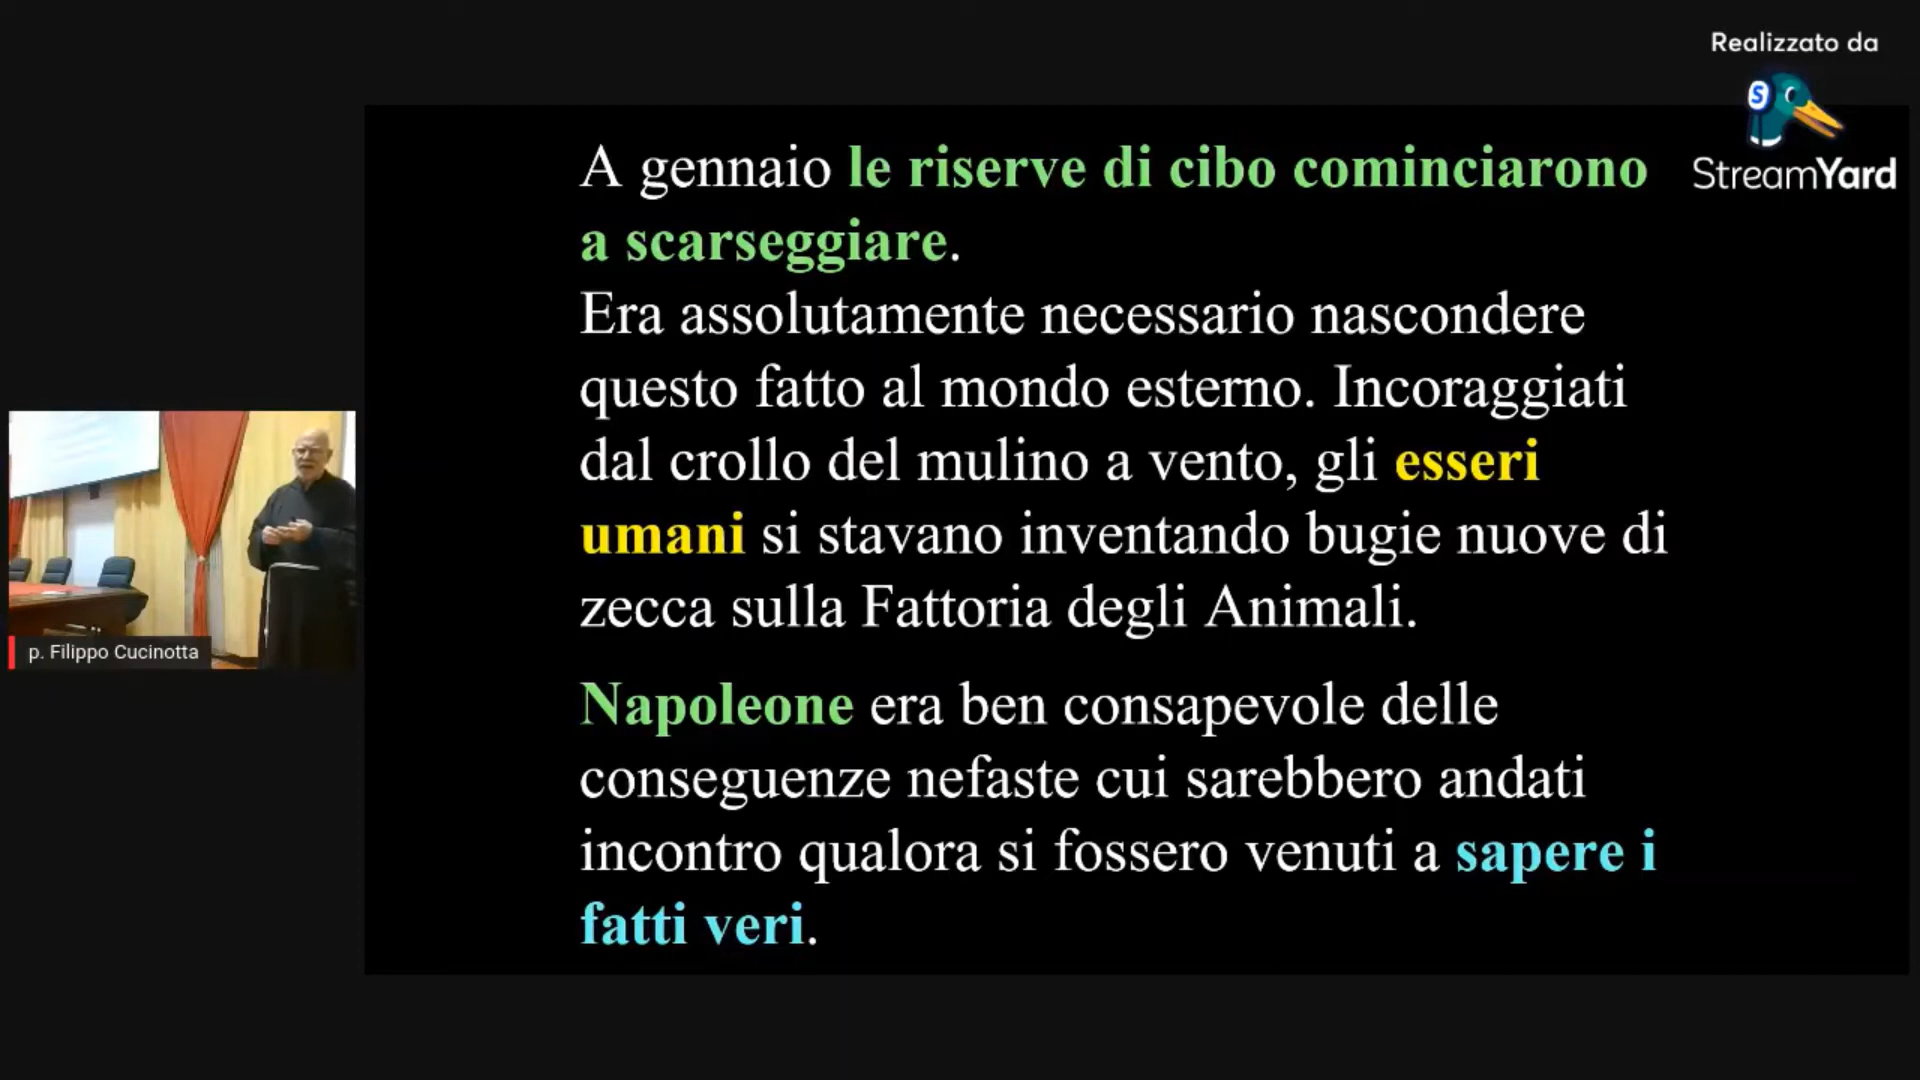 Realizzato da
StreamYard
A gennaio le riserve di cibo cominciarono
a scarseggiare.
Era assolutamente necessario nascondere
questo fatto al mondo esterno. Incoraggiati
dal crollo del mulino a vento, gli esseri
umani si stavano inventando bugie nuove di
zecca sulla Fattoria degli Animali.
Napoleone era ben consapevole delle
conseguenze nefaste cui sarebbero andati
incontro qualora si fossero venuti a sapere i
fatti veri.
p. Filippo Cucinotta